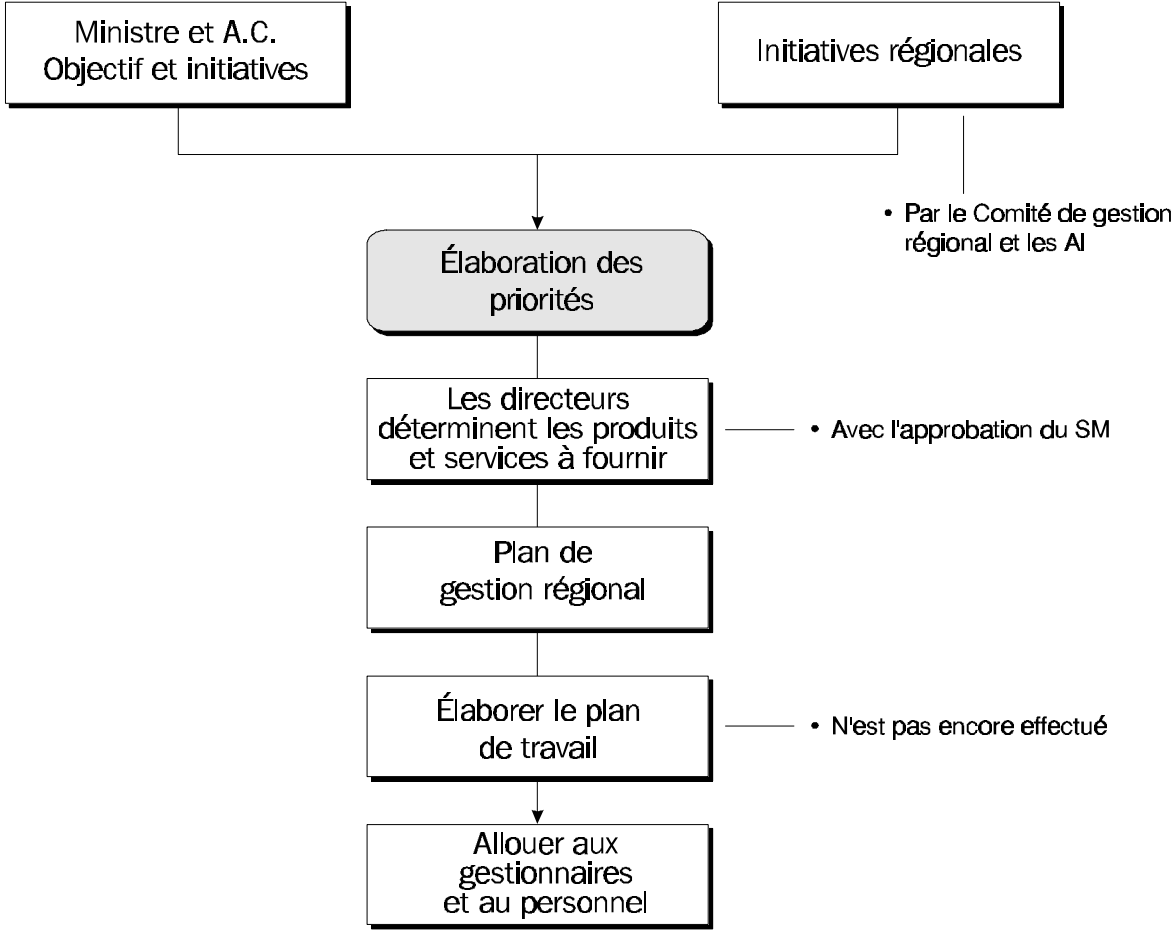 Ministre et A.C.
Objectif et initiatives
Initiatives régionales
• Par le Comité de gestion
régional et les AI
Élaboration des
priorités
Les directeurs
déterminent les produits
et services à fournir
• Avec l'approbation du SM
Plan de
gestion régional
Élaborer le plan
de travail
• N'est pas encore effectué
Allouer aux
gestionnaires
et au personnel